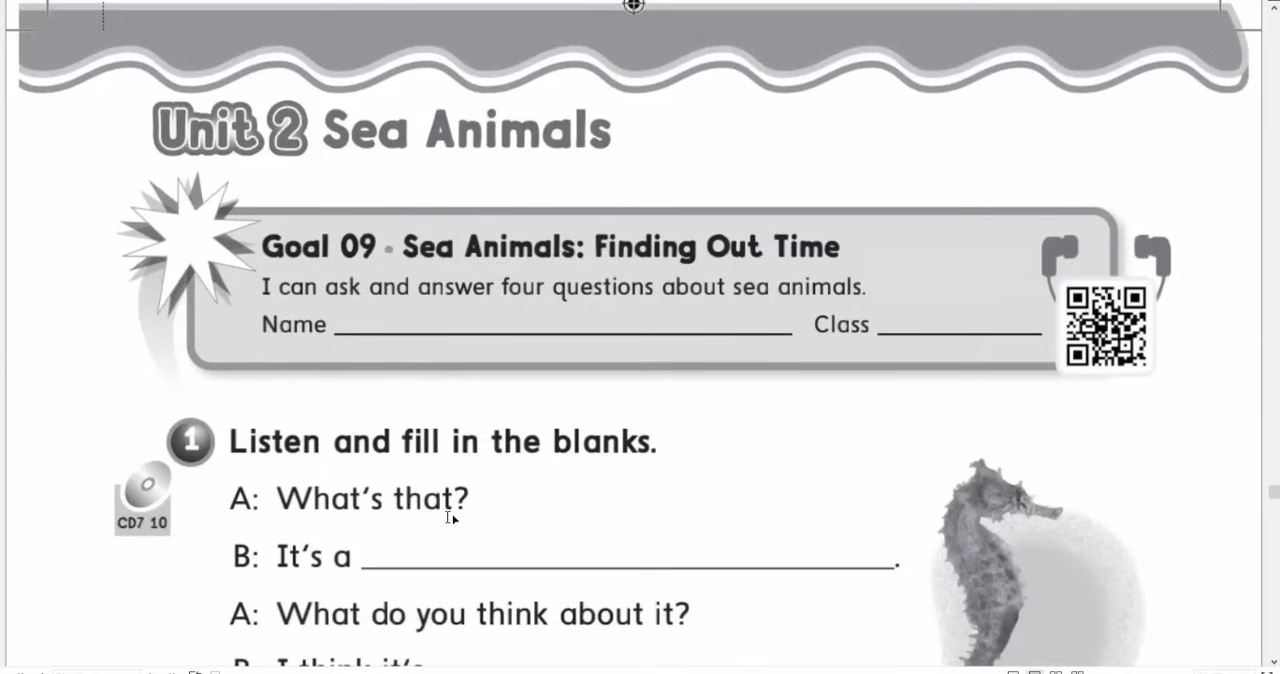 Unit 2 Sea Animals
Goal 09 • Sea Animals: Finding Out Time
I can ask and answer four questions about sea animals.
Name
Class
1 Listen and fill in the blanks.
CD7 10
A: What's that?
B: It's a .
A: What do you think about it?
B: I think it's